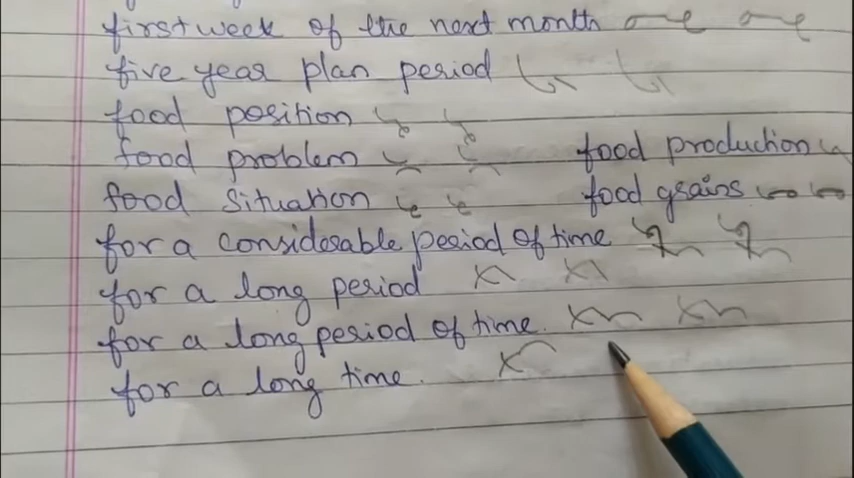 first week of the next month
five year plan period
food position
food problem food production
food situation food grains
for a considerable period of time
for a long period
for a long period of time.
for a long time.